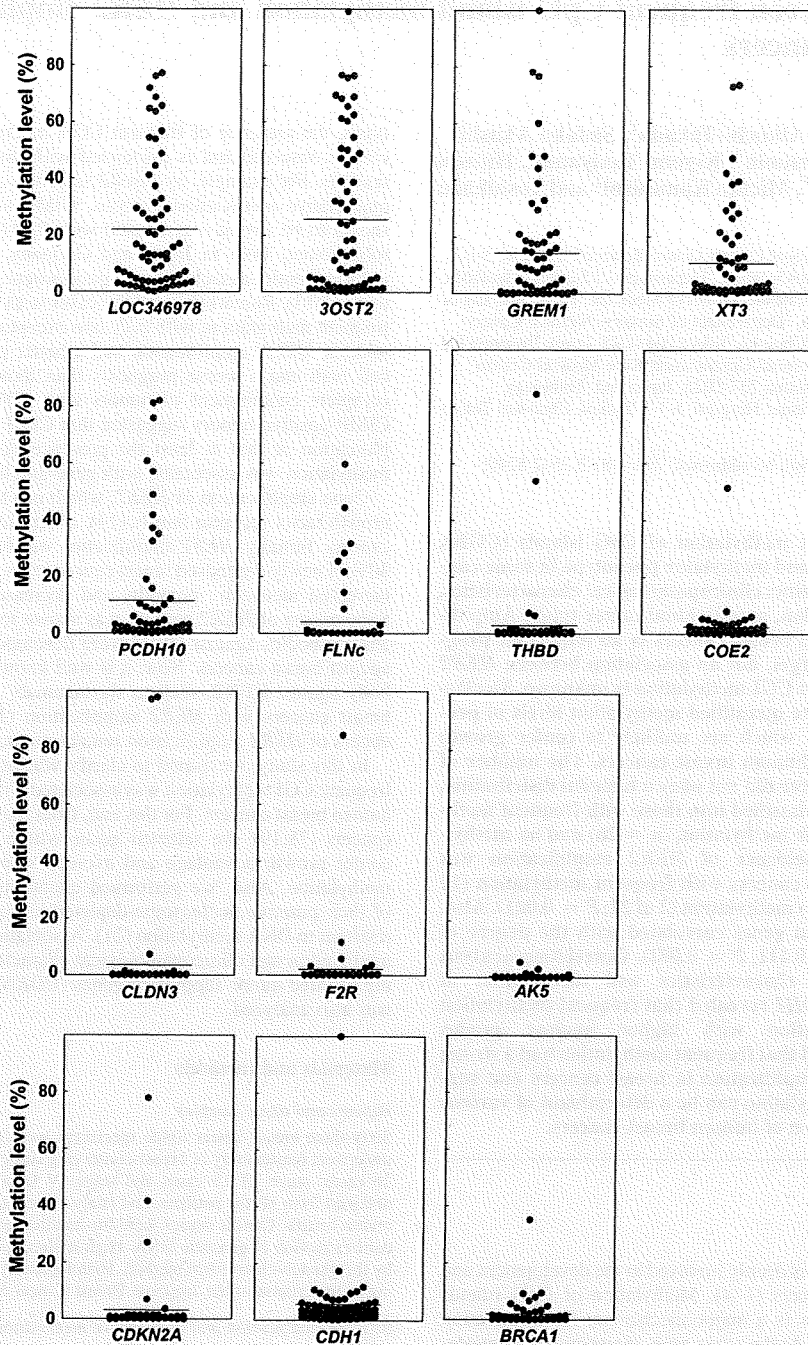 Methylation level (%)
80
60
40
20
0
LOC346978 3OST2 GREM1 XT3
Methylation level (%)
80
60
40
20
0
PCDH10 FLNc THBD COE2
Methylation level (%)
80
60
40
20
0
CLDN3 F2R AK5
Methylation level (%)
80
60
40
20
0
CDKN2A CDH1 BRCA1